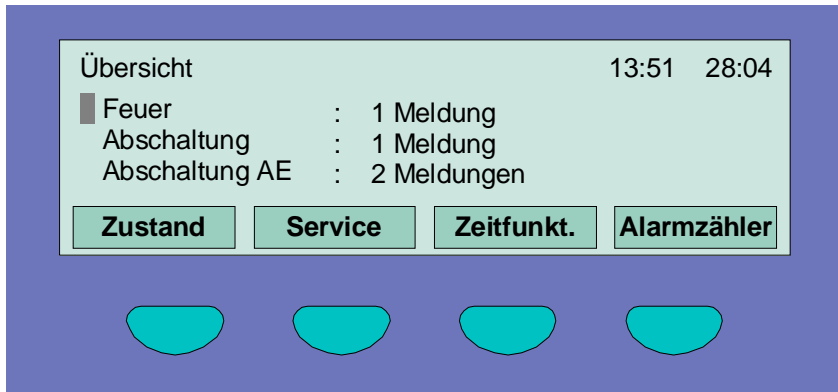 Übersicht 13:51 28:04
Feuer : 1 Meldung
Abschaltung : 1 Meldung
Abschaltung AE : 2 Meldungen
Zustand Service Zeitfunkt. Alarmzähler